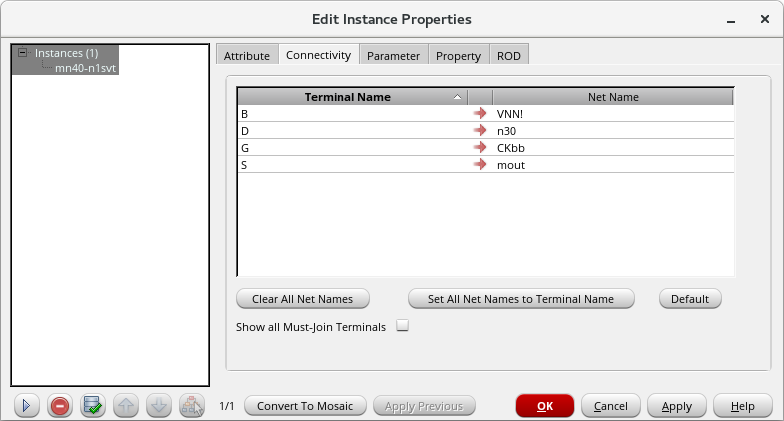 Edit Instance Properties
Instances (1)
mn40-n1svt
Attribute Connectivity Parameter Property ROD
Terminal Name Net Name
B VNN!
D n30
G CKbb
S mout
Clear All Net Names Set All Net Names to Terminal Name Default
Show all Must-Join Terminals
1/1 Convert To Mosaic Apply Previous OK Cancel Apply Help